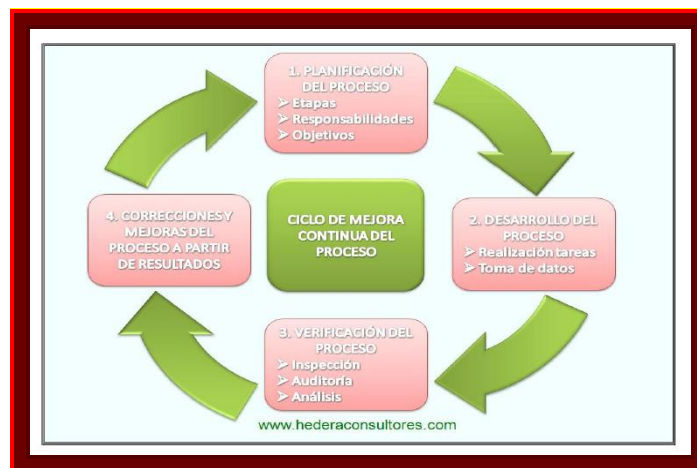 1. PLANIFICACIÓN
DEL PROCESO
➢ Etapas
➢ Responsabilidades
➢ Objetivos
2. DESARROLLO DEL
PROCESO
➢ Realización tareas
➢ Toma de datos
3. VERIFICACIÓN DEL
PROCESO
➢ Inspección
➢ Auditoría
➢ Análisis
4. CORRECCIONES Y
MEJORAS DEL
PROCESO A PARTIR
DE RESULTADOS
CICLO DE MEJORA
CONTINUA DEL
PROCESO
www.hederaconsultores.com